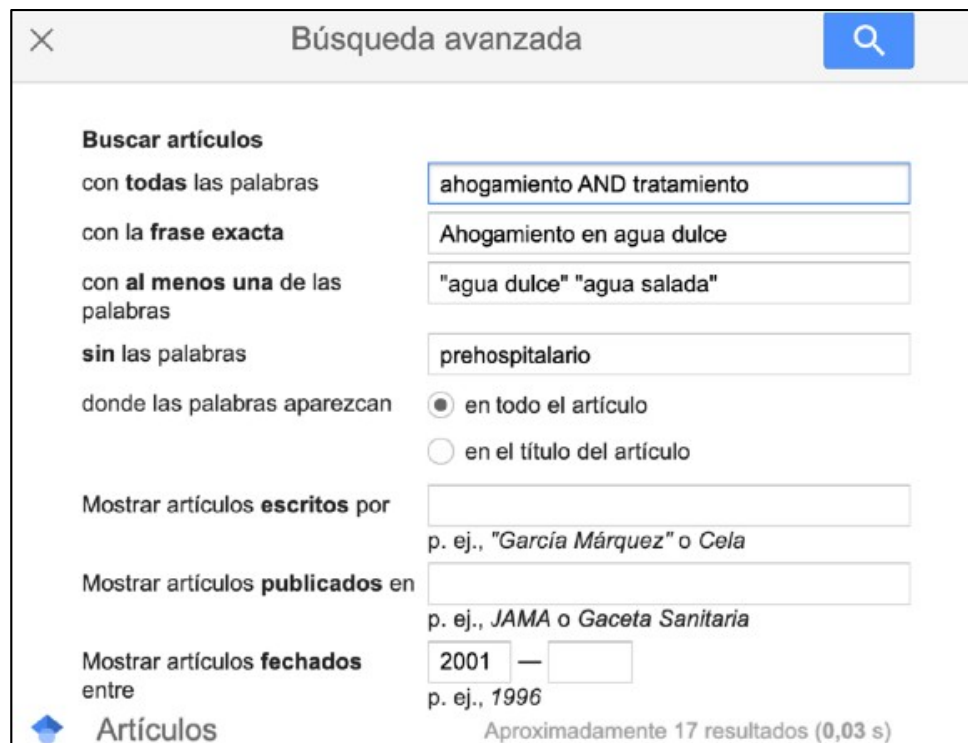 Búsqueda avanzada
Buscar artículos
con todas las palabras
ahogamiento AND tratamiento
con la frase exacta
Ahogamiento en agua dulce
con al menos una de las
palabras
"agua dulce" "agua salada"
sin las palabras
prehospitalario
donde las palabras aparezcan
en todo el artículo
en el título del artículo
Mostrar artículos escritos por
p. ej., "García Márquez" o Cela
Mostrar artículos publicados en
p. ej., JAMA o Gaceta Sanitaria
Mostrar artículos fechados
entre
2001 —
p. ej., 1996
Artículos
Aproximadamente 17 resultados (0,03 s)